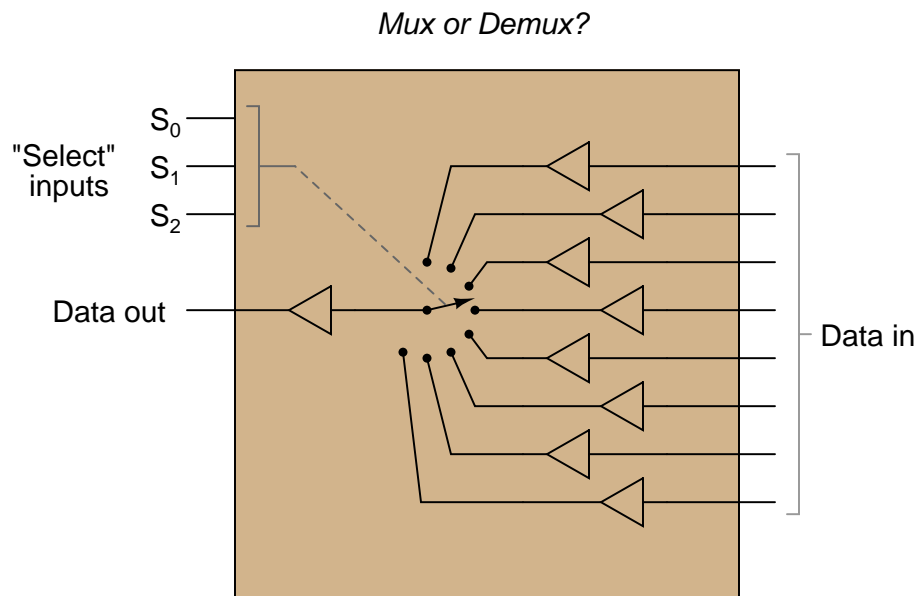 Mux or Demux?
S0
"Select"
inputs
S1
S2
Data out
Data in